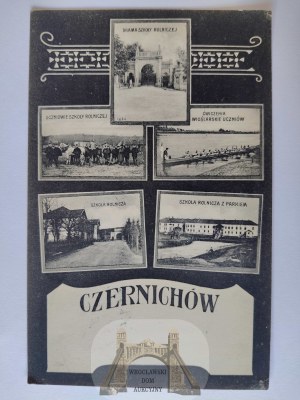 BRAMA SZKOŁY ROLNICZEJ
UCZNIOWIE SZKOŁY ROLNICZEJ
ĆWICZENIA
WIOŚLARSKIE UCZNIÓW
SZKOŁA ROLNICZA
SZKOŁA ROLNICZA Z PARKIEM
CZERNICHÓW
WROCŁAWSKI
DOM
AUKCYJNY